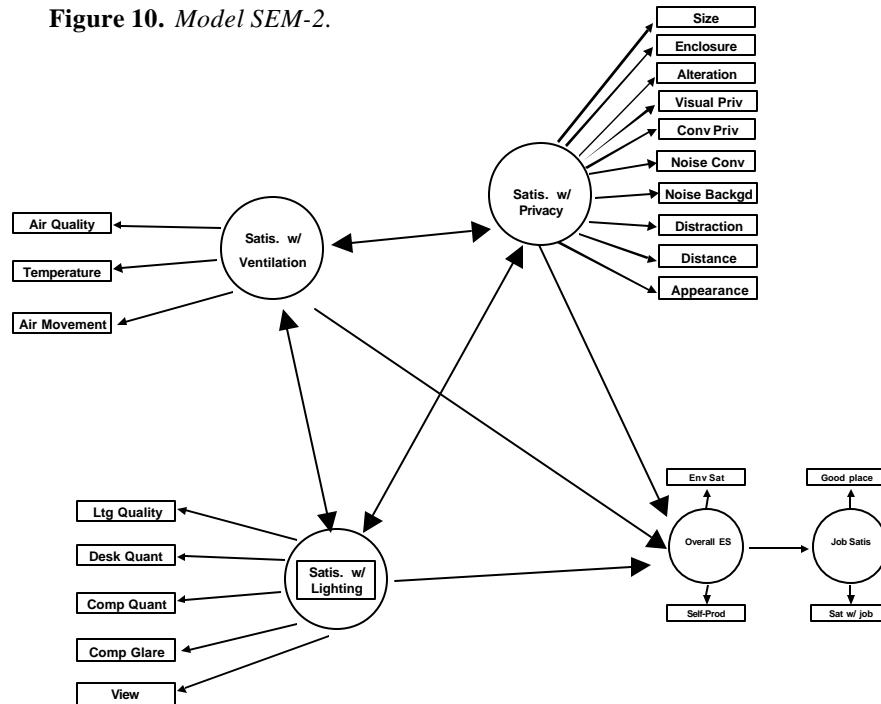 Figure 10. Model SEM-2.
Size
Enclosure
Alteration
Visual Priv
Conv Priv
Noise Conv
Noise Backgd
Distraction
Distance
Appearance
Satis. w/
Privacy
Air Quality
Temperature
Air Movement
Satis. w/
Ventilation
Ltg Quality
Desk Quant
Comp Quant
Comp Glare
View
Satis. w/
Lighting
Env Sat
Overall ES
Self-Prod
Good place
Job Satis
Sat w/ job